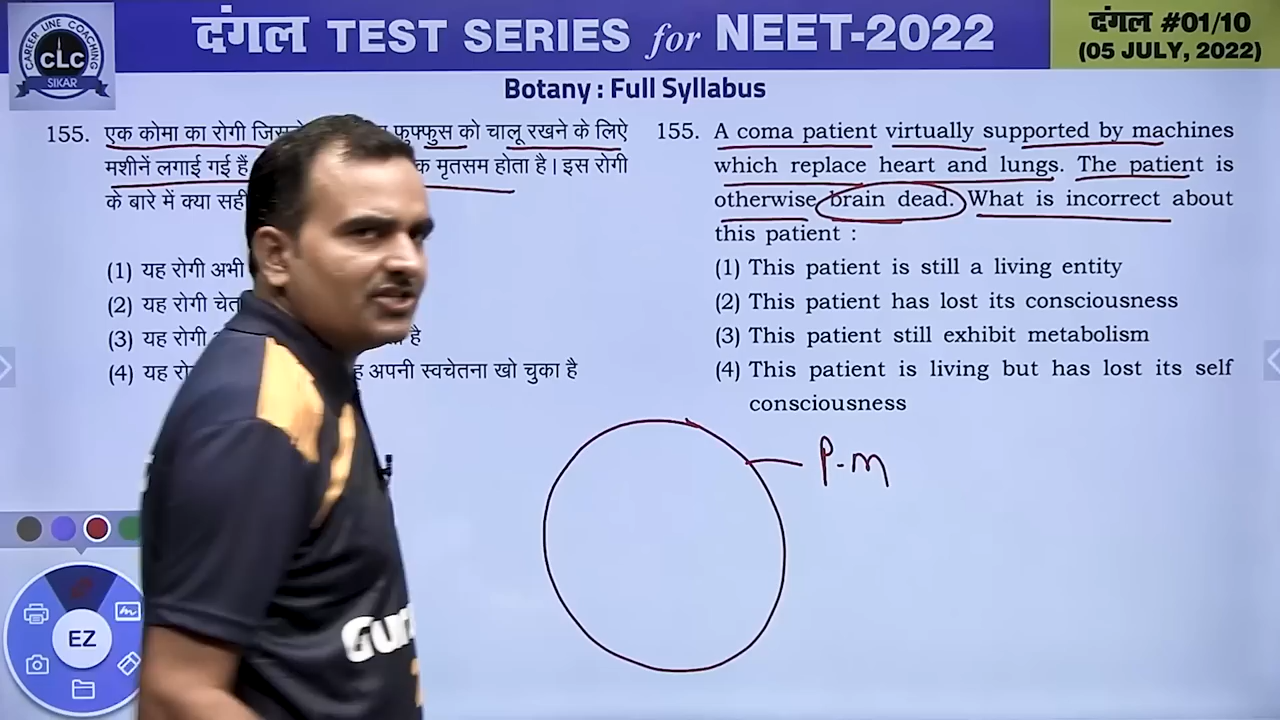 CAREER LINE COACHING
CLC
SIKAR
दंगल TEST SERIES for NEET-2022
दंगल #01/10
(05 JULY, 2022)
Botany : Full Syllabus
155. एक कोमा का रोगी फुफ्फुस को चालू रखने के लिऐ
मशीनें लगाई गई हैं मृतसम होता है। इस रोगी
के बारे में क्या
(1) यह रोगी अभी
(2) यह रोगी
(3) यह रोगी है
(4) यह अपनी स्वचेतना खो चुका है
155. A coma patient virtually supported by machines
which replace heart and lungs. The patient is
otherwise brain dead. What is incorrect about
this patient :
(1) This patient is still a living entity
(2) This patient has lost its consciousness
(3) This patient still exhibit metabolism
(4) This patient is living but has lost its self
consciousness
P-M
EZ